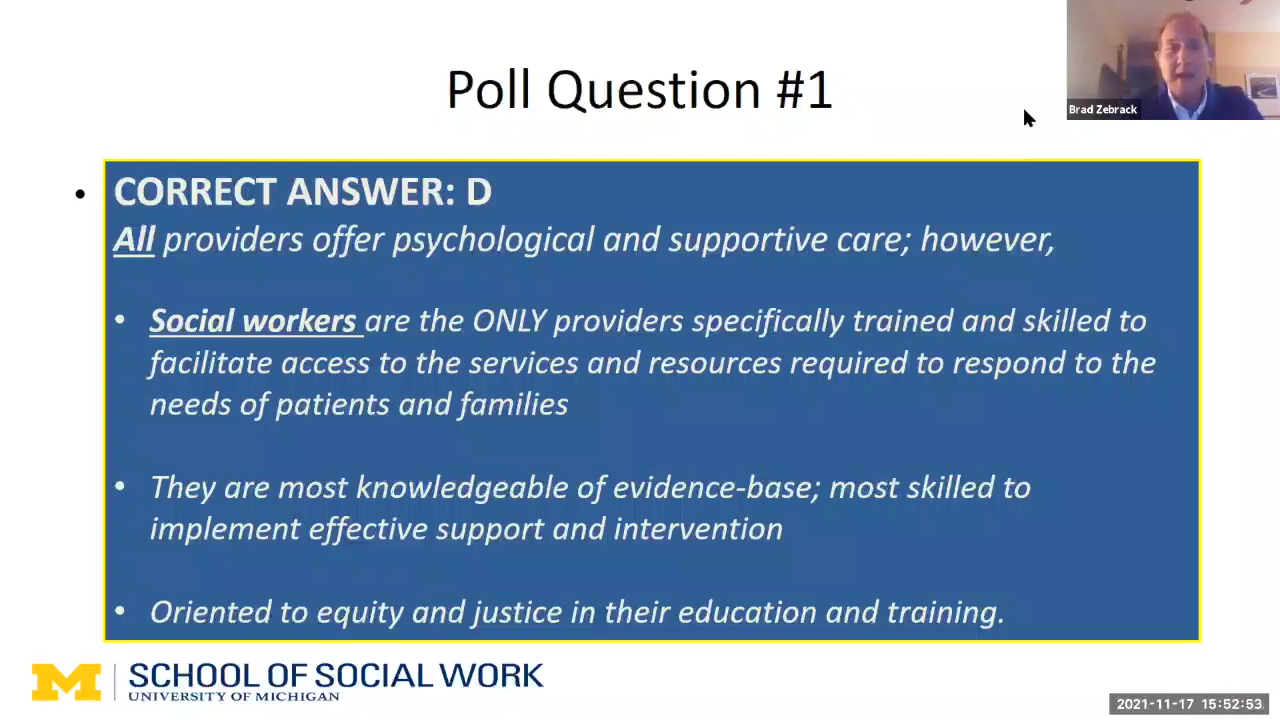 Poll Question #1
Brad Zebrack
• CORRECT ANSWER: D
All providers offer psychological and supportive care; however,
• Social workers are the ONLY providers specifically trained and skilled to
facilitate access to the services and resources required to respond to the
needs of patients and families
• They are most knowledgeable of evidence-base; most skilled to
implement effective support and intervention
• Oriented to equity and justice in their education and training.
M SCHOOL OF SOCIAL WORK
UNIVERSITY OF MICHIGAN
2021-11-17 15:52:53